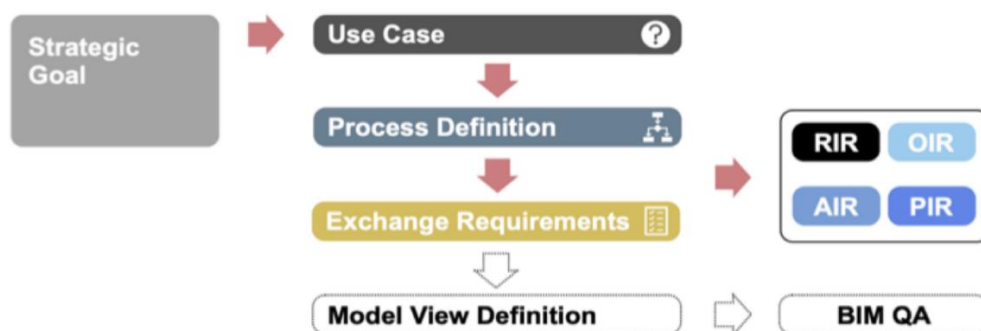 Strategic
Goal
Use Case
?
Process Definition
Exchange Requirements
Model View Definition
RIR OIR
AIR PIR
BIM QA